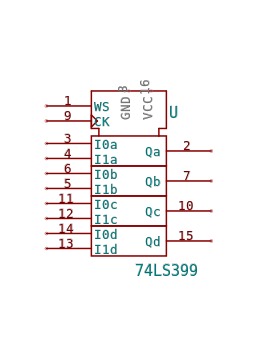 GND 8
VCC 16
U
1 WS
9 CK
3 I0a
4 I1a
Qa 2
6 I0b
5 I1b
Qb 7
11 I0c
12 I1c
Qc 10
14 I0d
13 I1d
Qd 15
74LS399